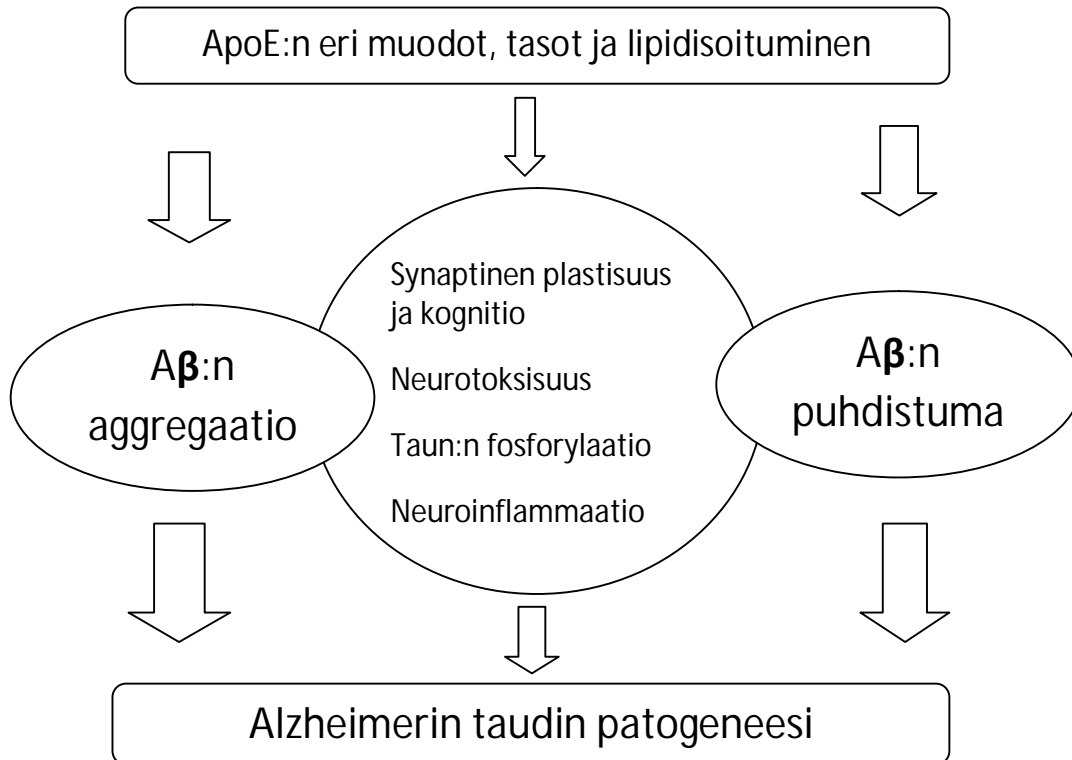 ApoE:n eri muodot, tasot ja lipidisoituminen
Synaptinen plastisuus
ja kognitio
Neurotoksisuus
Taun:n fosforylaatio
Neuroinflammaatio
Aβ:n
aggregaatio
Aβ:n
puhdistuma
Alzheimerin taudin patogeneesi